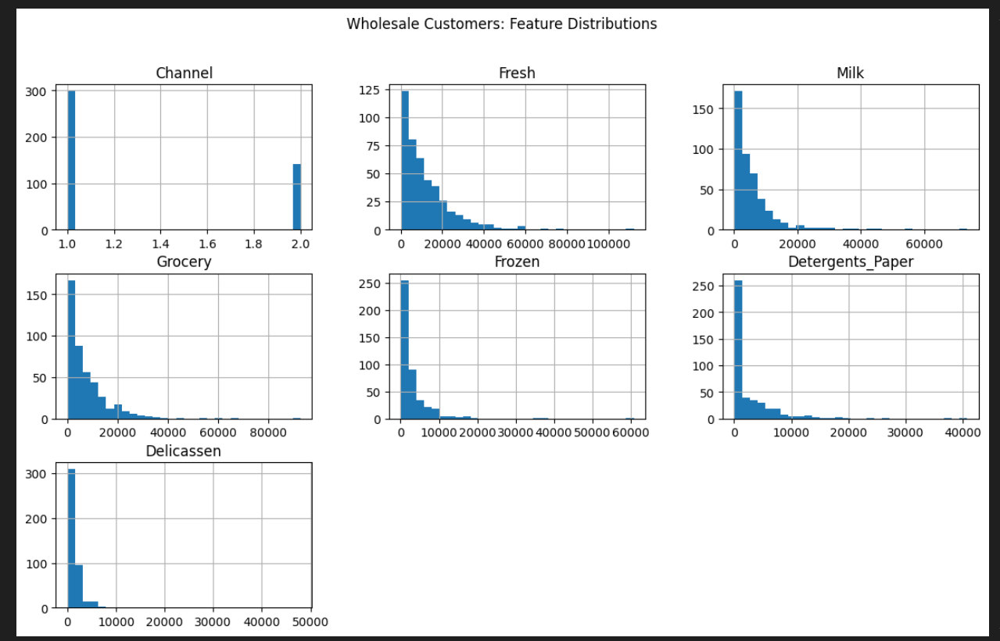 Wholesale Customers: Feature Distributions
Channel
300
200
100
0
1.0 1.2 1.4 1.6 1.8 2.0
Fresh
125
100
75
50
25
0
0 20000 40000 60000 80000 100000
Milk
150
100
50
0
0 20000 40000 60000
Grocery
150
100
50
0
0 20000 40000 60000 80000
Frozen
250
200
150
100
50
0
0 10000 20000 30000 40000 50000 60000
Detergents_Paper
250
200
150
100
50
0
0 10000 20000 30000 40000
Delicassen
300
200
100
0
0 10000 20000 30000 40000 50000